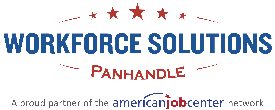 WORKFORCE SOLUTIONS
PANHANDLE
A proud partner of the americanjobcenter network